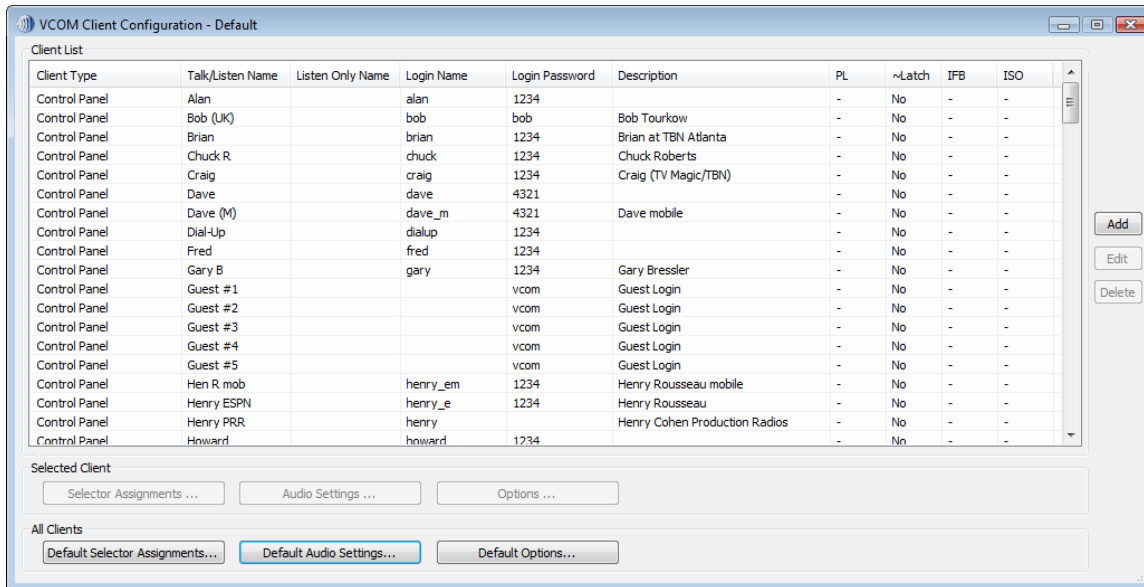 VCOM Client Configuration - Default
Client List
Client Type Talk/Listen Name Listen Only Name Login Name Login Password Description PL ~Latch IFB ISO
Control Panel Alan alan 1234 - No - -
Control Panel Bob (UK) bob bob Bob Tourkow - No - -
Control Panel Brian brian 1234 Brian at TBN Atlanta - No - -
Control Panel Chuck R chuck 1234 Chuck Roberts - No - -
Control Panel Craig craig 1234 Craig (TV Magic/TBN) - No - -
Control Panel Dave dave 4321 - No - -
Control Panel Dave (M) dave_m 4321 Dave mobile - No - -
Control Panel Dial-Up dialup 1234 - No - -
Control Panel Fred fred 1234 - No - -
Control Panel Gary B gary 1234 Gary Bressler - No - -
Control Panel Guest #1 vcom Guest Login - No - -
Control Panel Guest #2 vcom Guest Login - No - -
Control Panel Guest #3 vcom Guest Login - No - -
Control Panel Guest #4 vcom Guest Login - No - -
Control Panel Guest #5 vcom Guest Login - No - -
Control Panel Hen R mob henry_em 1234 Henry Rousseau mobile - No - -
Control Panel Henry ESPN henry_e 1234 Henry Rousseau - No - -
Control Panel Henry PRR henry Henry Cohen Production Radios - No - -
Control Panel Howard howard 1234 - No - -
Add
Edit
Delete
Selected Client
Selector Assignments ... Audio Settings ... Options ...
All Clients
Default Selector Assignments... Default Audio Settings... Default Options...